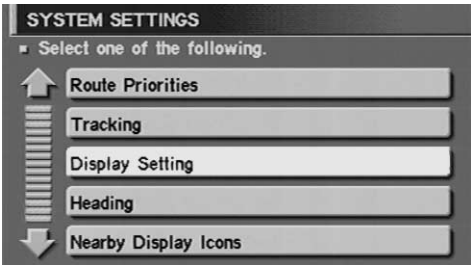 SYSTEM SETTINGS
Select one of the following.
Route Priorities
Tracking
Display Setting
Heading
Nearby Display Icons